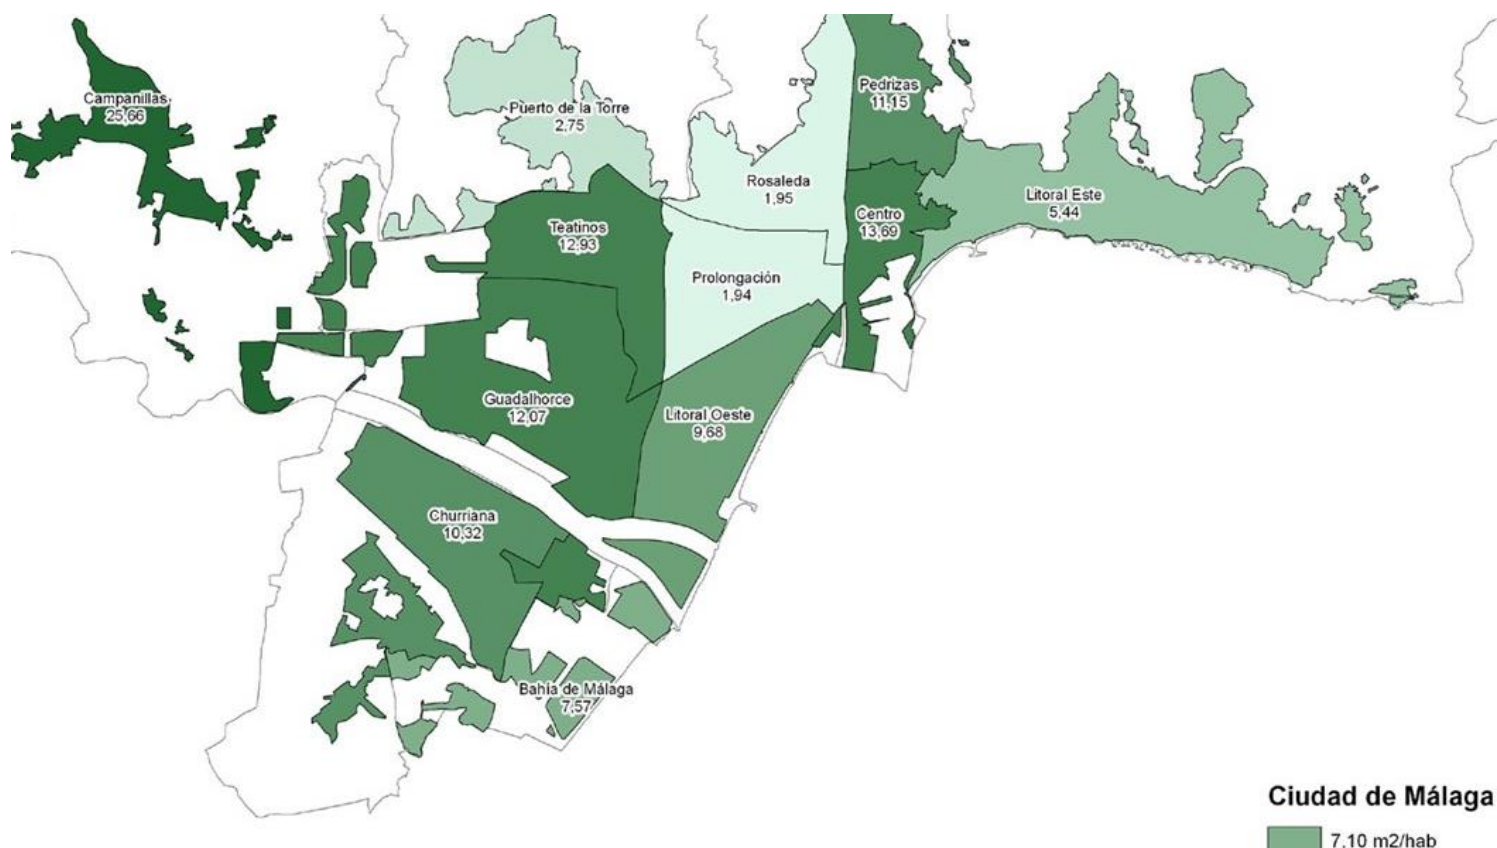 Campanillas
25,66
Puerto de la Torre
2,75
Pedrizas
11,15
Rosaleda
1,95
Litoral Este
5,44
Centro
13,69
Teatinos
12,93
Prolongación
1,94
Guadalhorce
12,07
Litoral Oeste
9,68
Churriana
10,32
Bahía de Málaga
7,57
Ciudad de Málaga
7.10 m2/hab